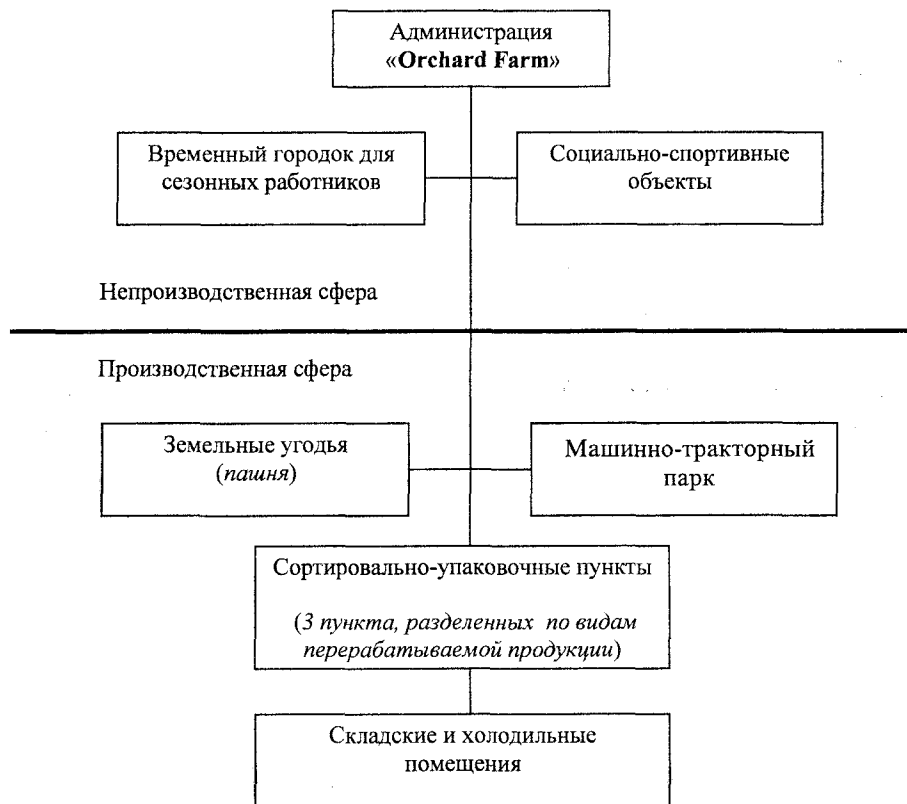 Администрация
«Orchard Farm»
Временный городок для
сезонных работников
Социально-спортивные
объекты
Непроизводственная сфера
Производственная сфера
Земельные угодья
(пашня)
Машинно-тракторный
парк
Сортировально-упаковочные пункты
(3 пункта, разделенных по видам
перерабатываемой продукции)
Складские и холодильные
помещения